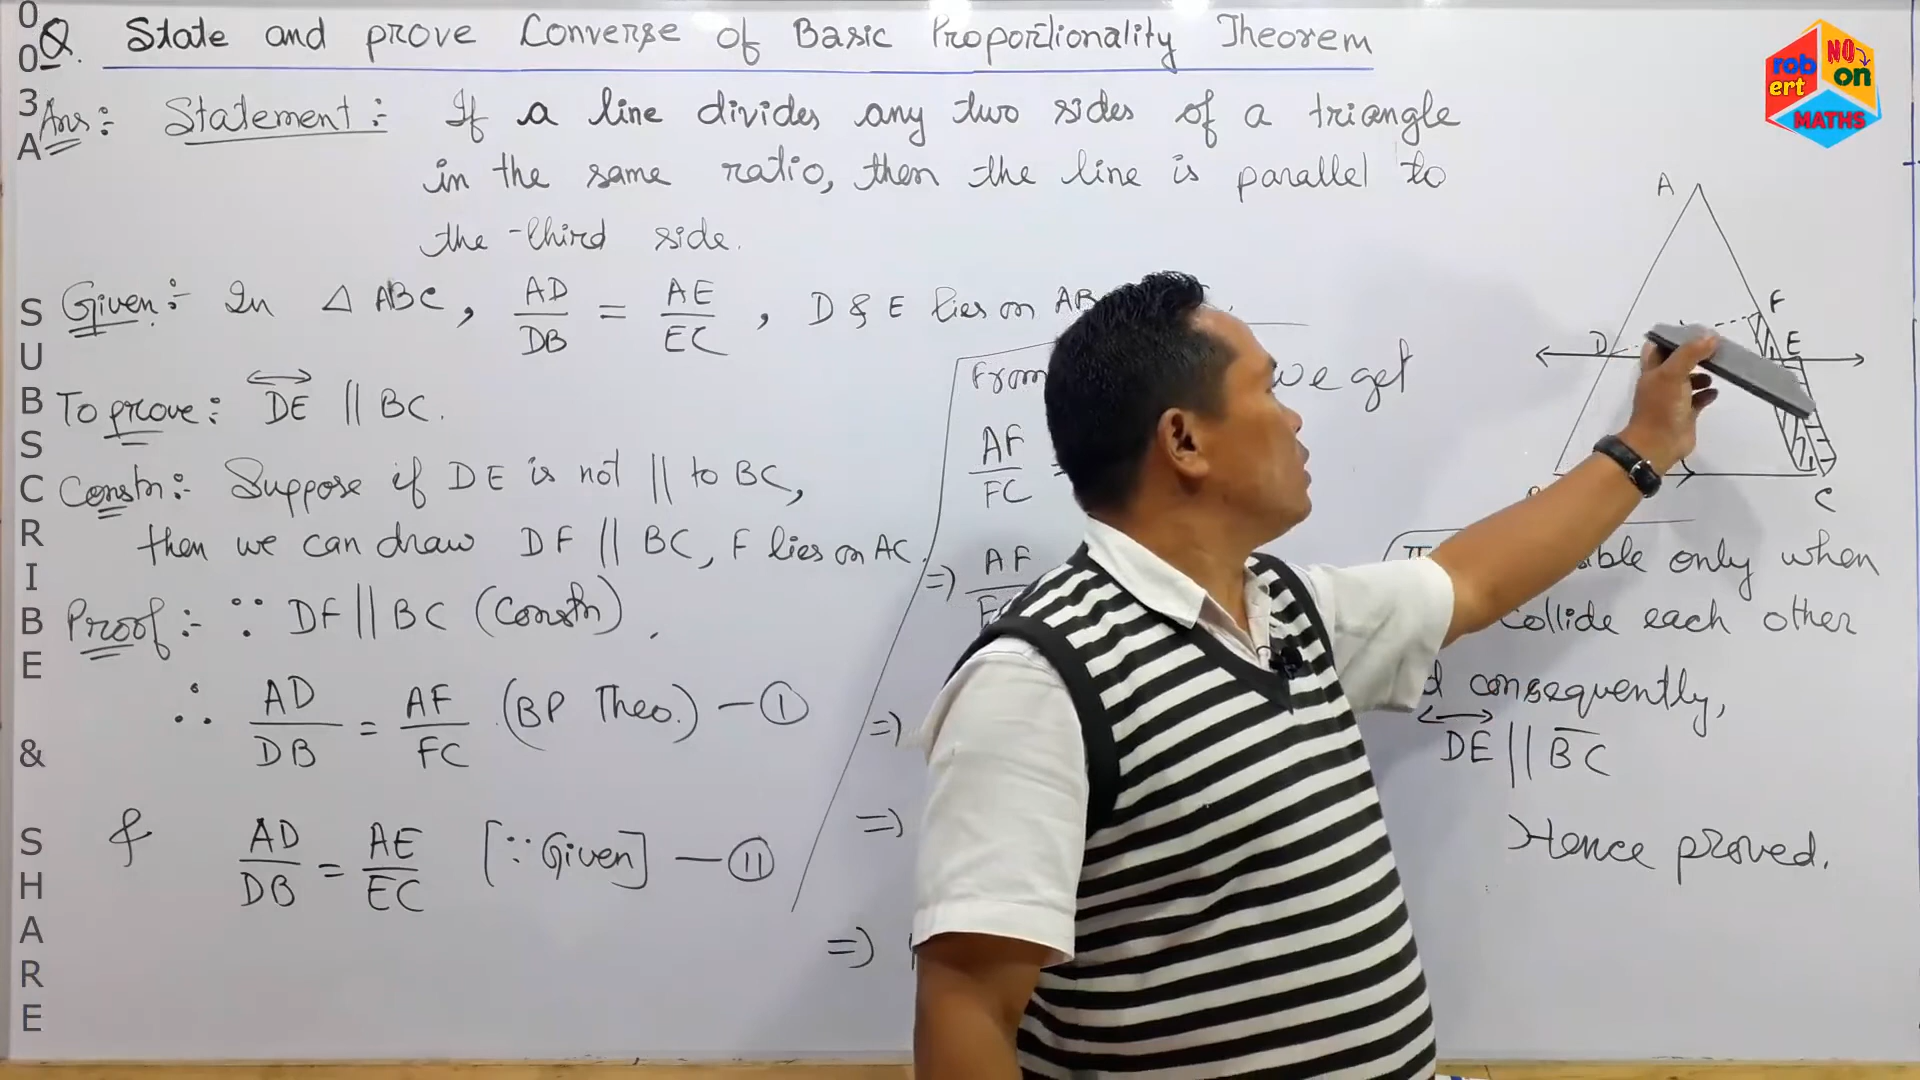 003A
SUBSCRIBE & SHARE
Q. State and prove Converse of Basic Proportionality Theorem
Ans:- Statement:- If a line divides any two sides of a triangle
in the same ratio, then the line is parallel to
the third side.
Given:- In △ ABC, AD/DB = AE/EC, D & E lies on AB
To prove: DE || BC.
Constn:- Suppose if DE is not || to BC,
then we can draw DF || BC, F lies on AC.
Proof:- ∵ DF || BC (Constn).
∴ AD/DB = AF/FC (BP Theo.) — (I)
& AD/DB = AE/EC [∵ Given] — (II)
From we get
AF/FC
=> AF
=>
=>
=>
A
F
D E
C
only when
collide each other
consequently,
DE || BC
Hence proved.
robert NO on
MATHS